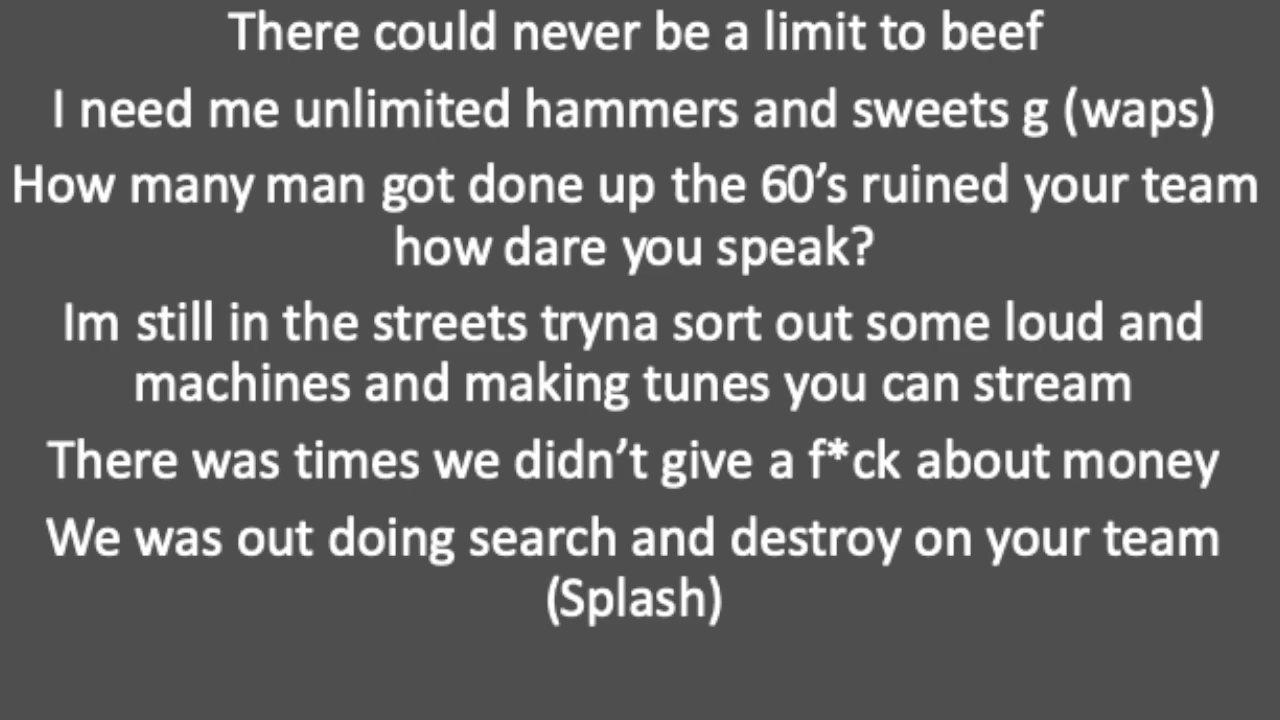 There could never be a limit to beef
I need me unlimited hammers and sweets g (waps)
How many man got done up the 60’s ruined your team
how dare you speak?
Im still in the streets tryna sort out some loud and
machines and making tunes you can stream
There was times we didn’t give a f*ck about money
We was out doing search and destroy on your team
(Splash)